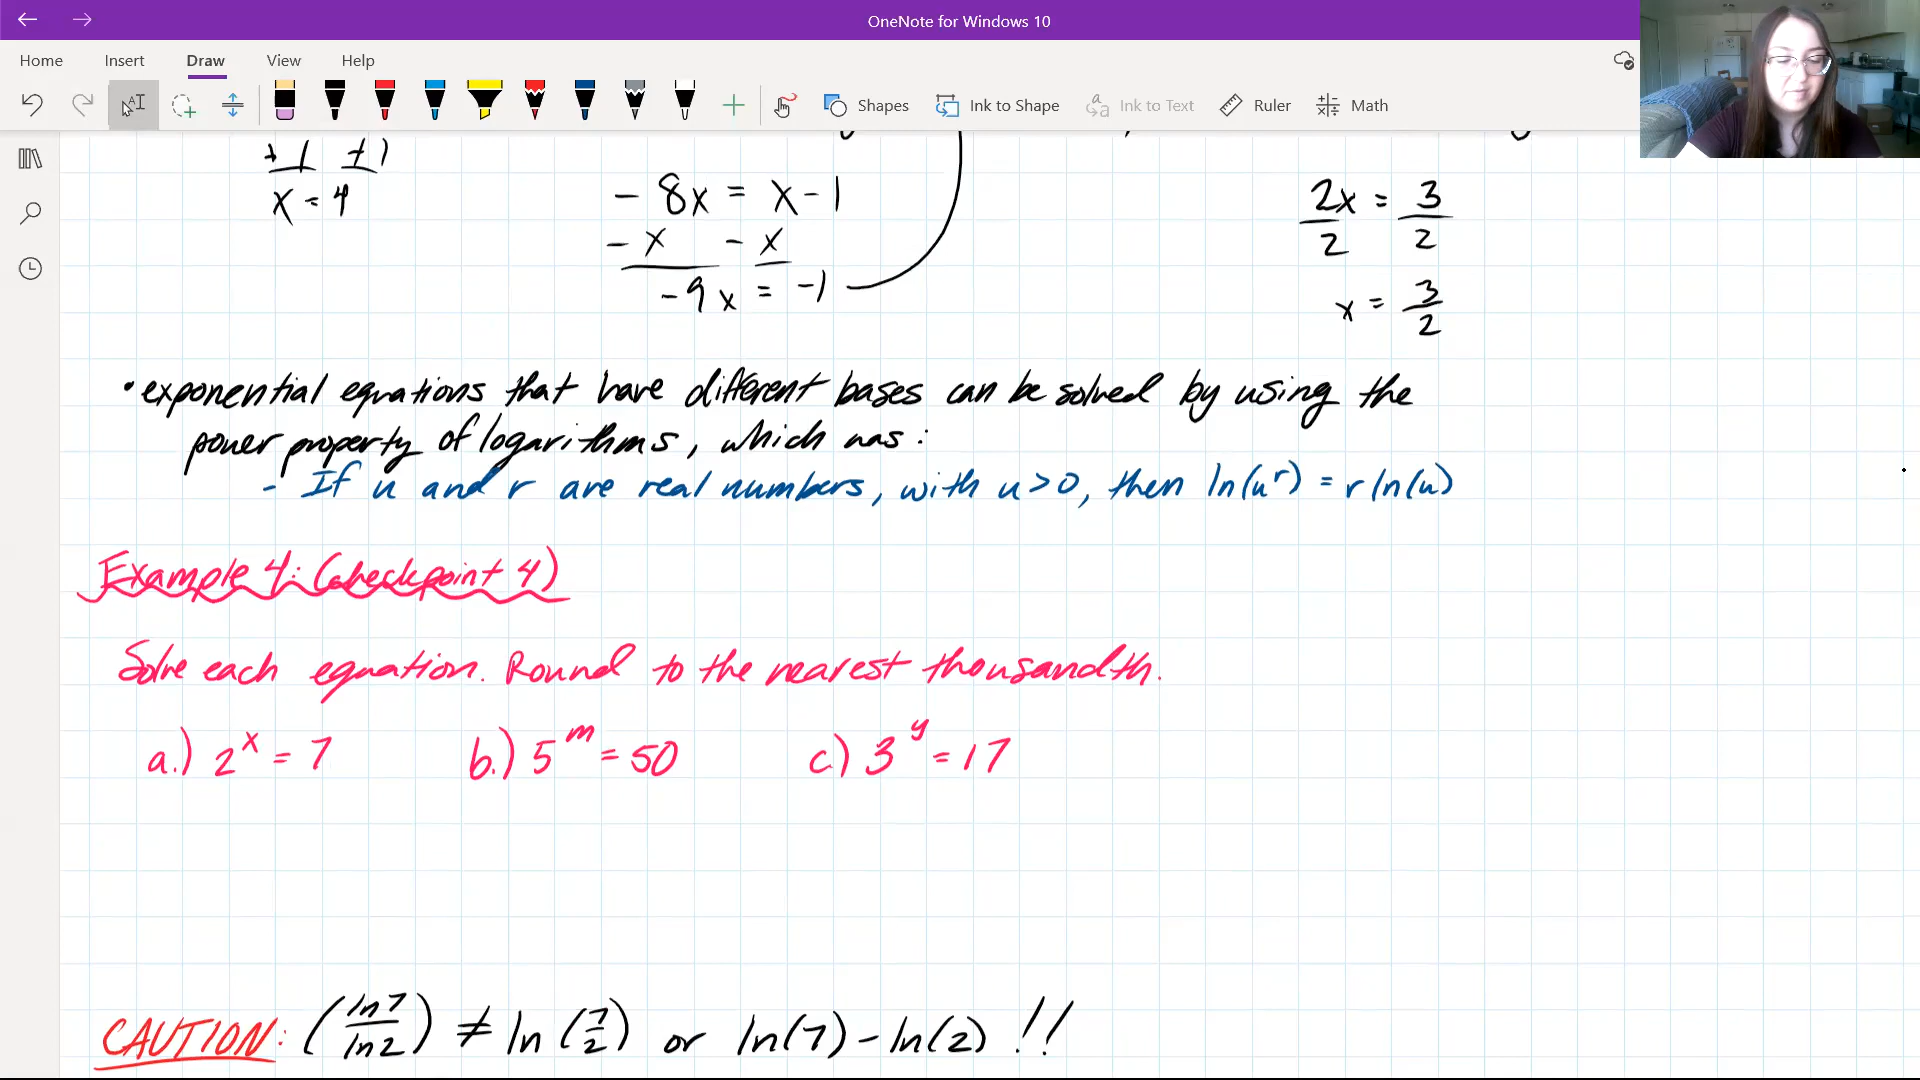 OneNote for Windows 10
Home Insert Draw View Help
Shapes Ink to Shape Ink to Text Ruler Math
+1 +1
x = 4
- 8x = x - 1
- x - x
-9x = -1
2x = 3
2 2
x = 3/2
• exponential equations that have different bases can be solved by using the
power property of logarithms, which has:
- If u and r are real numbers, with u > 0, then ln(u^r) = r ln(u)
Example 4: (checkpoint 4)
Solve each equation. Round to the nearest thousandth.
a.) 2^x = 7 b.) 5^m = 50 c.) 3^y = 17
CAUTION: (ln7/ln2) ≠ ln(7/2) or ln(7) - ln(2) !!